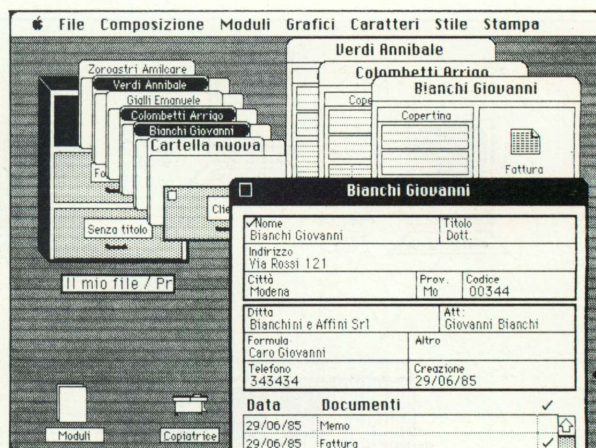 File Composizione Moduli Grafici Caratteri Stile Stampa
Verdi Annibale
Colombetti Arrigo
Bianchi Giovanni
Zoroastri Amilcare
Verdi Annibale
Gialli Emanuele
Colombetti Arrigo
Bianchi Giovanni
Cartella nuova
Cope
Copertina
Fattura
Fo
Clie
Senza titolo
Il mio file / Pr
Bianchi Giovanni
Nome Titolo
Bianchi Giovanni Dott.
Indirizzo
Via Rossi 121
Città Prov. Codice
Modena Mo 00344
Ditta Att:
Bianchini e Affini Srl Giovanni Bianchi
Formula Altro
Caro Giovanni
Telefono Creazione
343434 29/06/85
Data Documenti ✓
29/06/85 Memo
29/06/85 Fattura ✓
Moduli
Copiatrice